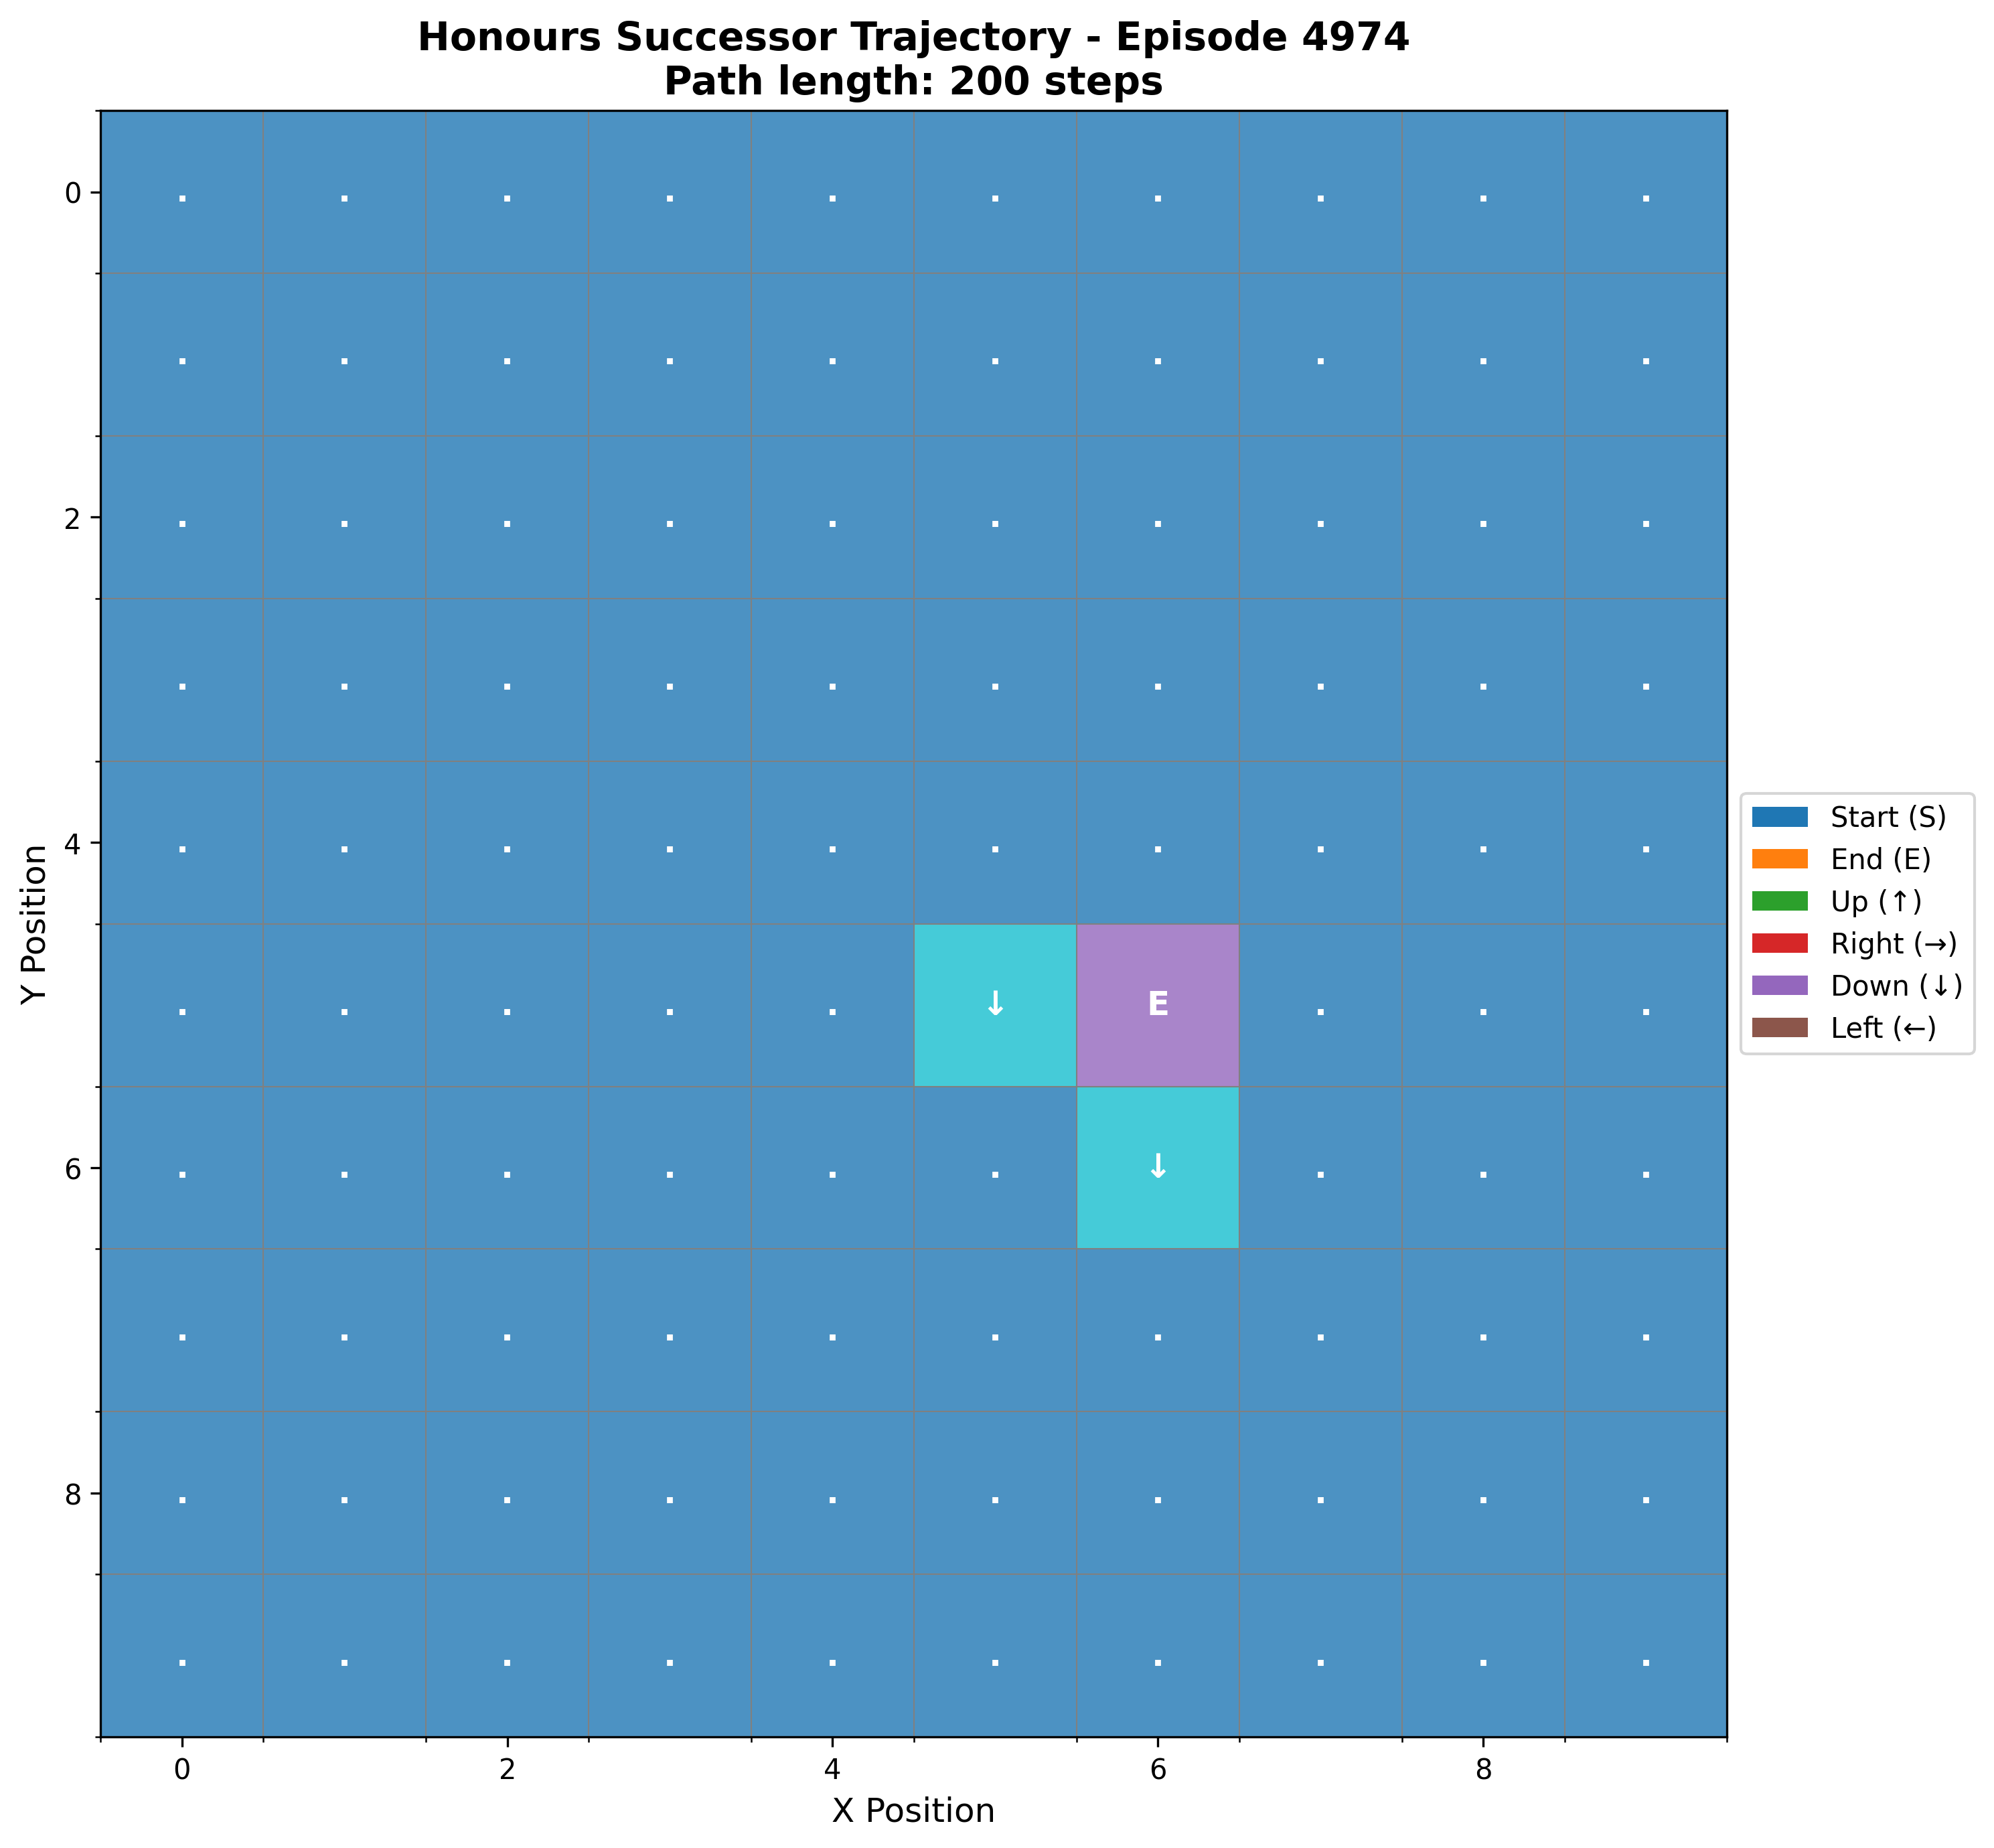 Honours Successor Trajectory - Episode 4974
Path length: 200 steps
0
2
4
↓ E
6
↓
8
0 2 4 6 8
X Position
Y Position
Start (S)
End (E)
Up (↑)
Right (→)
Down (↓)
Left (←)